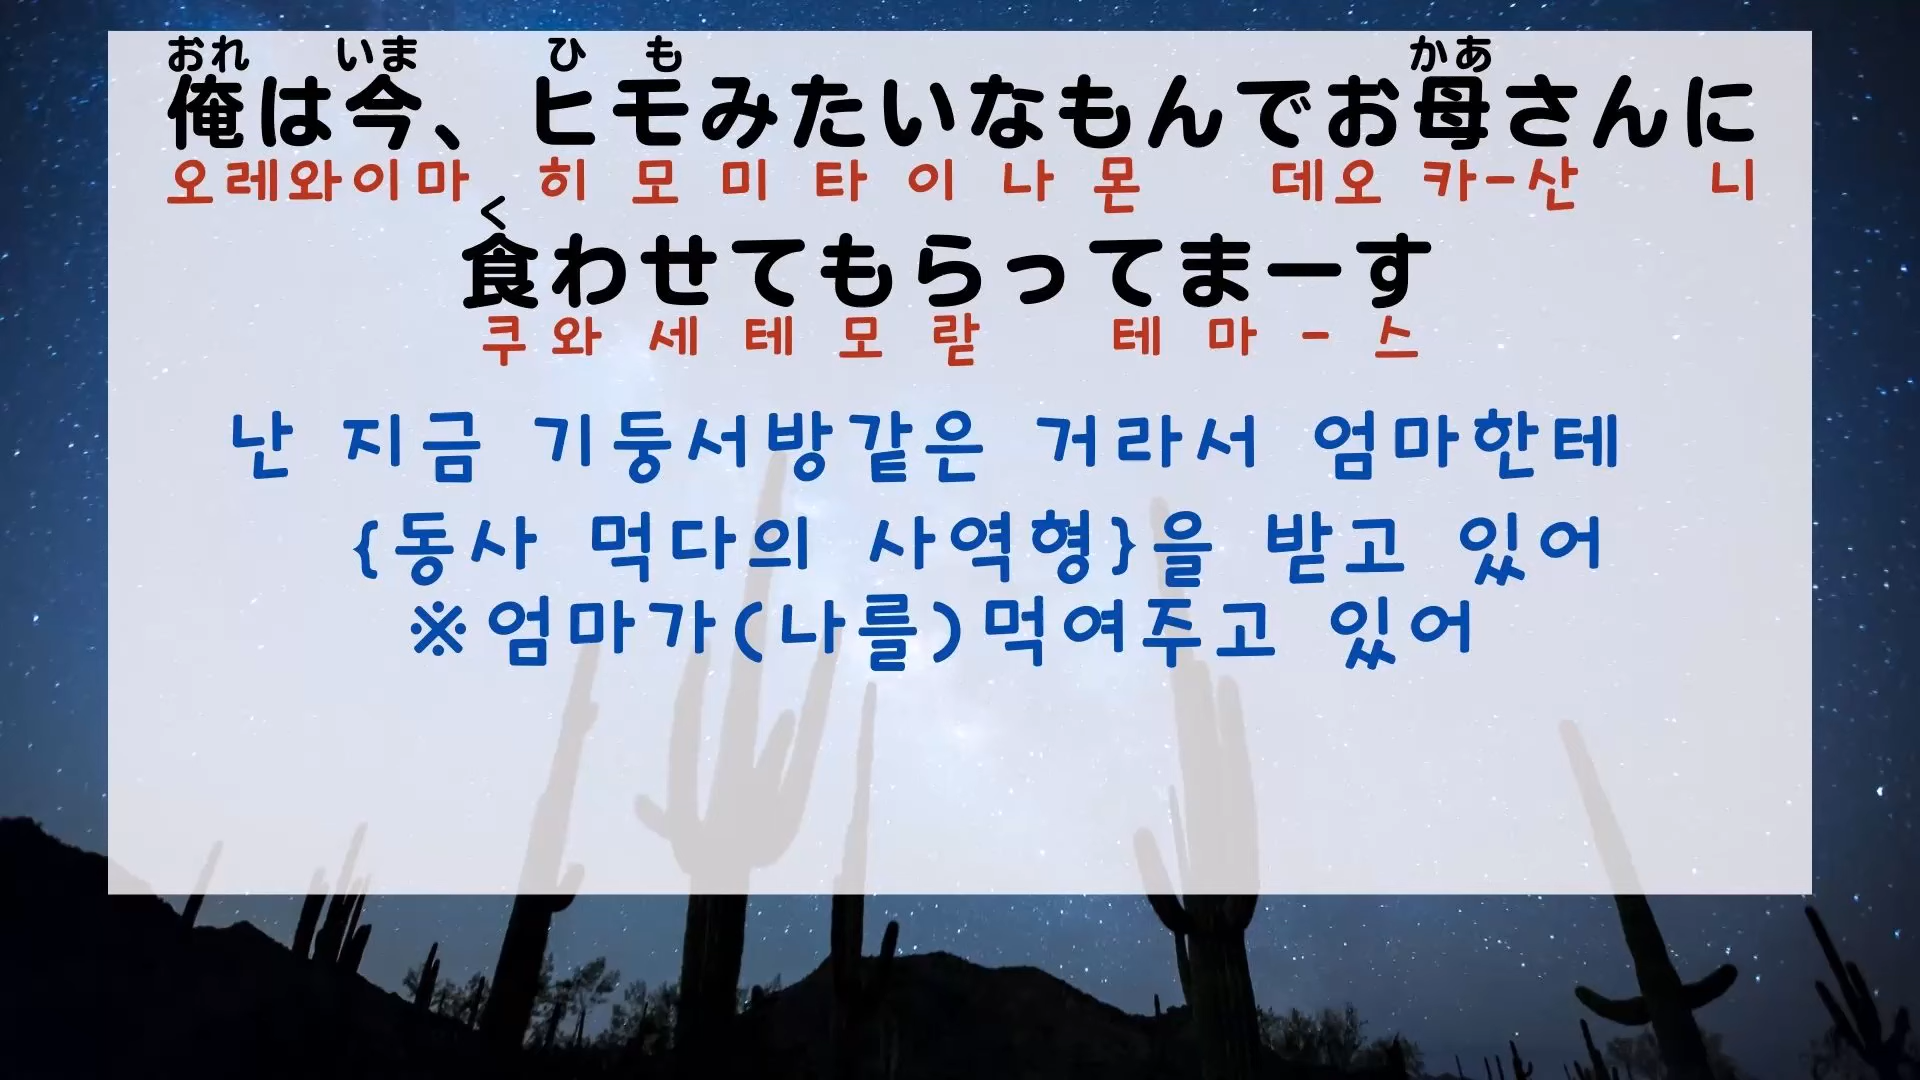 おれ いま ひ も かあ
俺は今、ヒモみたいなもんでお母さんに
오레와이마 히 모 미 타 이 나 몬 데오 카-산 니
く
食わせてもらってまーす
쿠 와 세 테 모 랃 테 마 - 스
난 지금 기둥서방같은 거라서 엄마한테
{동사 먹다의 사역형}을 받고 있어
※엄마가(나를)먹여주고 있어